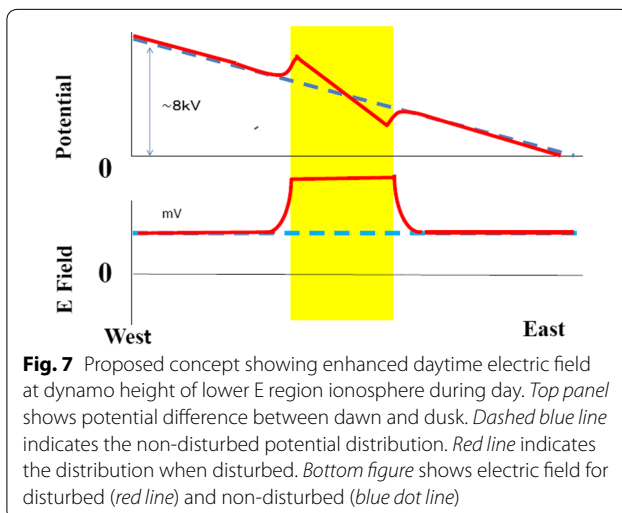 Potential
~8kV
0
mV
E Field
0
West
East
Fig. 7 Proposed concept showing enhanced daytime electric field
at dynamo height of lower E region ionosphere during day. Top panel
shows potential difference between dawn and dusk. Dashed blue line
indicates the non-disturbed potential distribution. Red line indicates
the distribution when disturbed. Bottom figure shows electric field for
disturbed (red line) and non-disturbed (blue dot line)